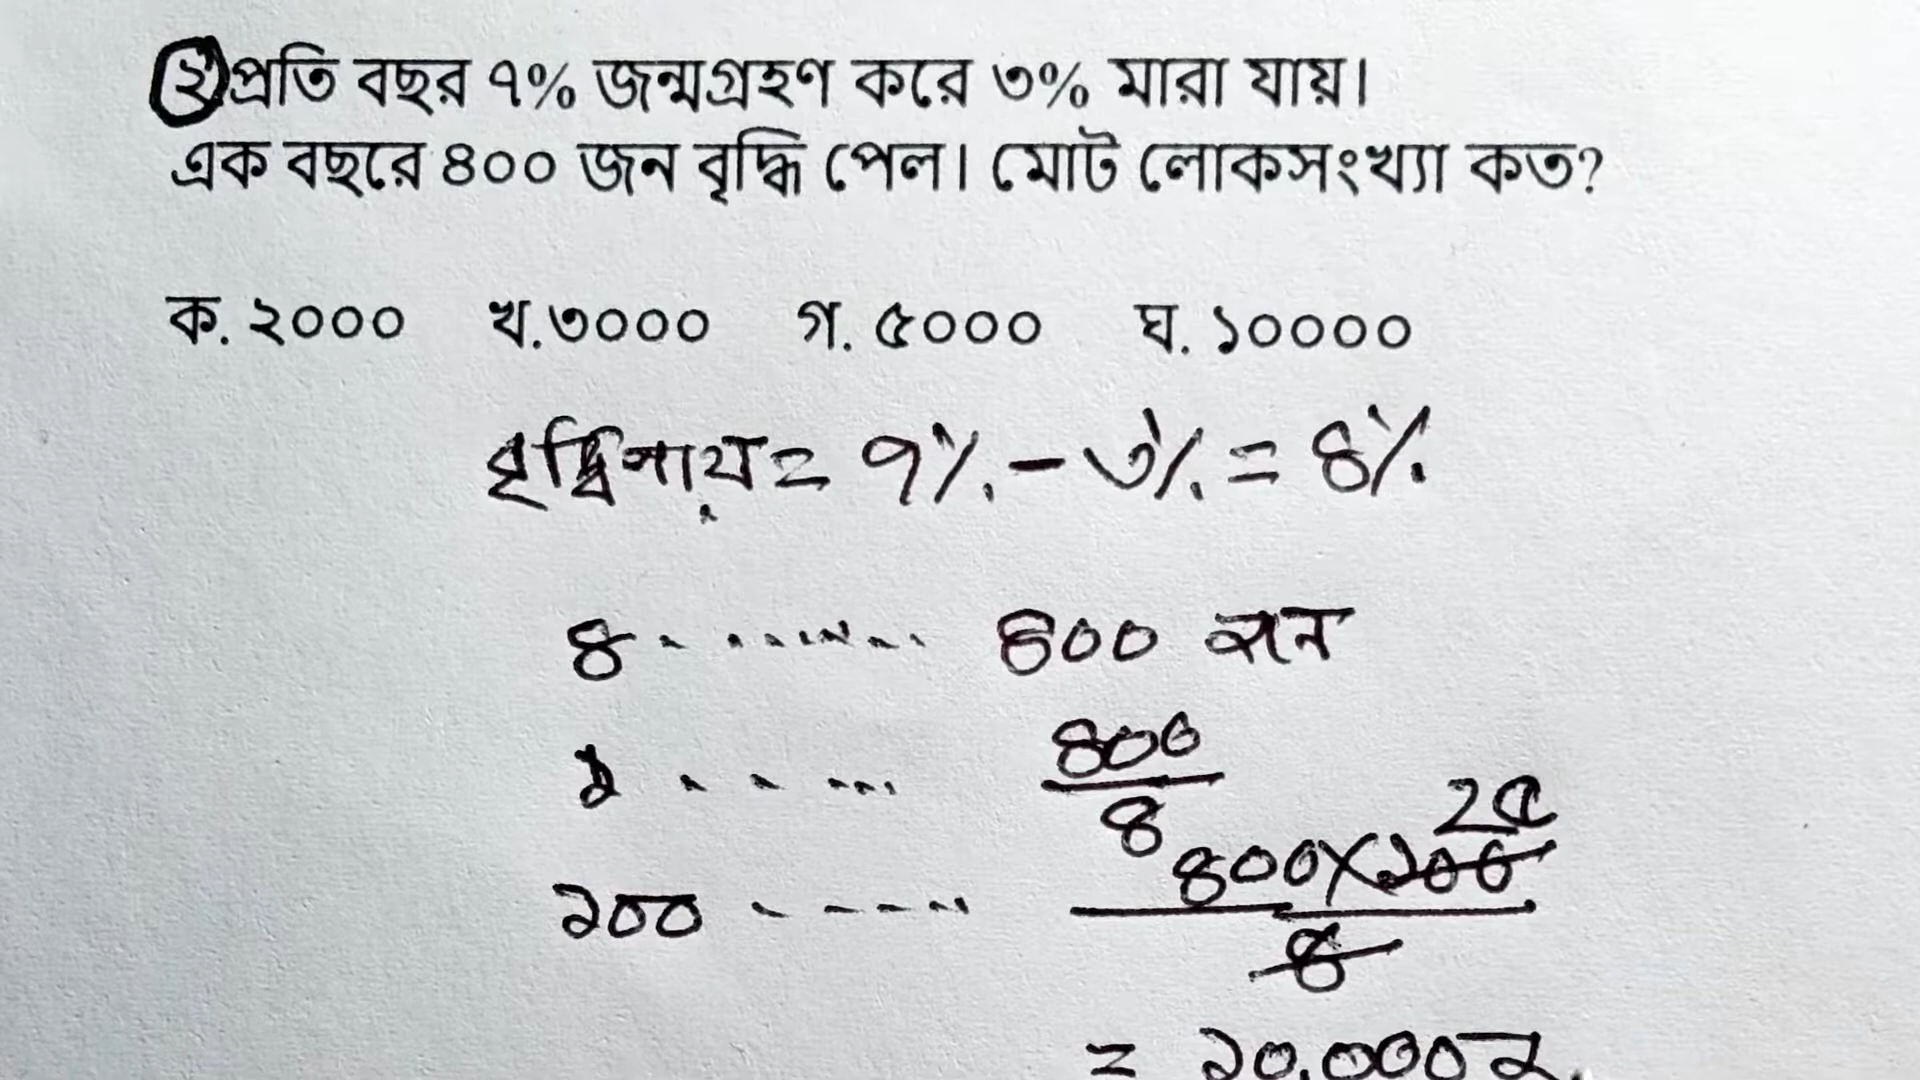 ২ প্রতি বছর ৭% জন্মগ্রহণ করে ৩% মারা যায়।
এক বছরে ৪০০ জন বৃদ্ধি পেল। মোট লোকসংখ্যা কত?
ক. ২০০০ খ.৩০০০ গ. ৫০০০ ঘ. ১০০০০
বৃদ্ধিপায় = ৭% - ৩% = ৪%
৪ ........ ৪০০ জন
১ ..... ৪০০/৪
২৫
১০০ ------ ৪০০×১০০/৪
= ১০,০০০